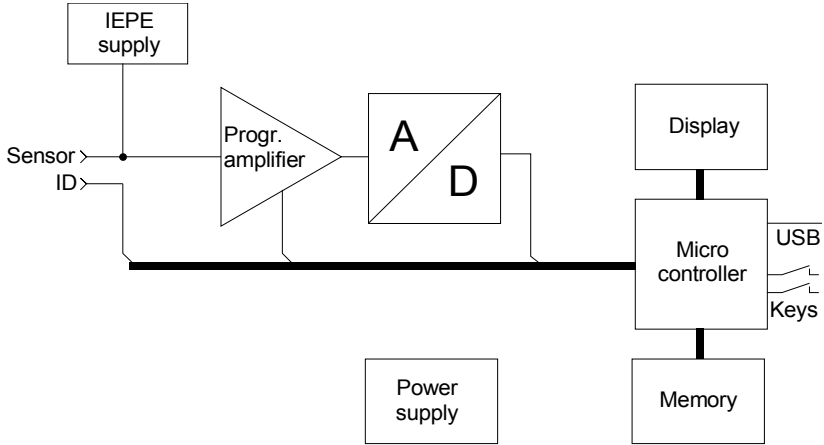 IEPE
supply
Progr.
amplifier
A
D
Display
Sensor
ID
Micro
controller
USB
Keys
Power
supply
Memory